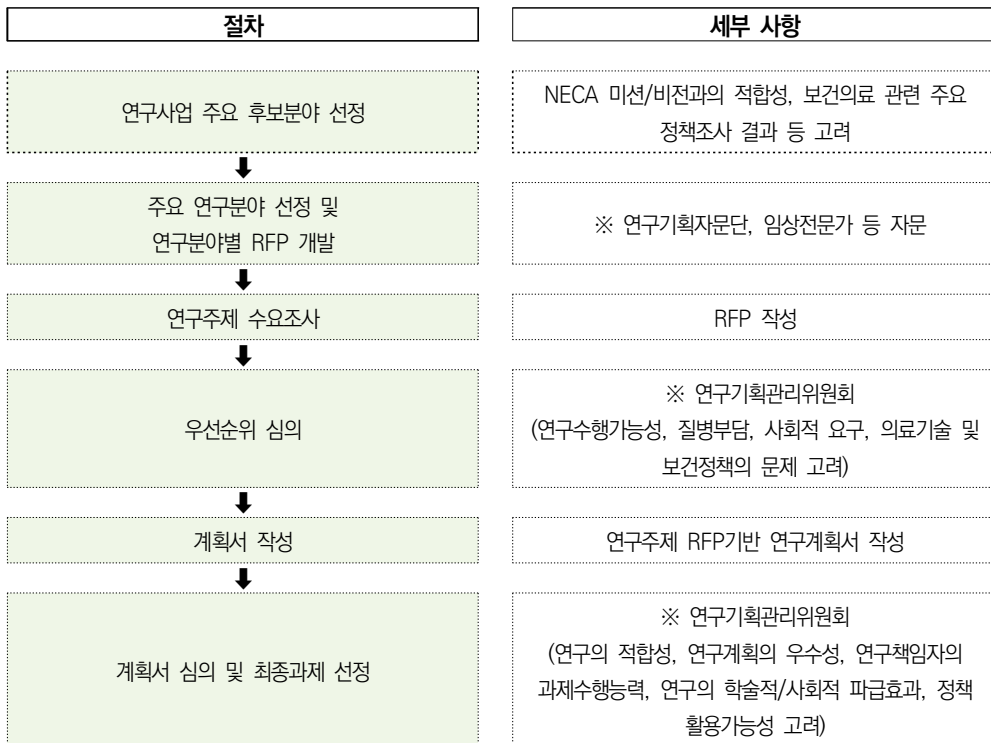 절차
세부 사항
연구사업 주요 후보분야 선정
NECA 미션/비전과의 적합성, 보건의료 관련 주요
정책조사 결과 등 고려
주요 연구분야 선정 및
연구분야별 RFP 개발
※ 연구기획자문단, 임상전문가 등 자문
연구주제 수요조사
RFP 작성
우선순위 심의
※ 연구기획관리위원회
(연구수행가능성, 질병부담, 사회적 요구, 의료기술 및
보건정책의 문제 고려)
계획서 작성
연구주제 RFP기반 연구계획서 작성
계획서 심의 및 최종과제 선정
※ 연구기획관리위원회
(연구의 적합성, 연구계획의 우수성, 연구책임자의
과제수행능력, 연구의 학술적/사회적 파급효과, 정책
활용가능성 고려)